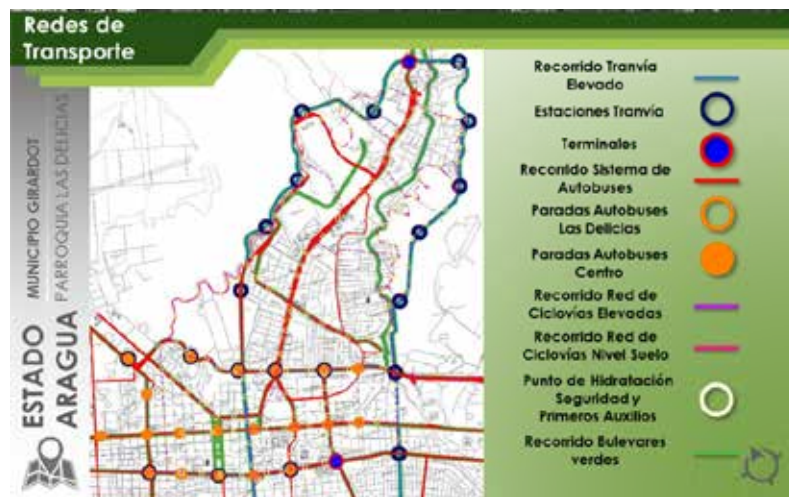 Redes de
Transporte
ESTADO
ARAGUA
MUNICIPIO GIRARDOT
PARROQUIA LAS DELICIAS
Recorrido Tranvía
Elevado
Estaciones Tranvía
Terminales
Recorrido Sistema de
Autobuses
Paradas Autobuses
Las Delicias
Paradas Autobuses
Centro
Recorrido Red de
Ciclovías Elevadas
Recorrido Red de
Ciclovías Nivel Suelo
Punto de Hidratación
Seguridad y
Primeros Auxilios
Recorrido Bulevares
verdes